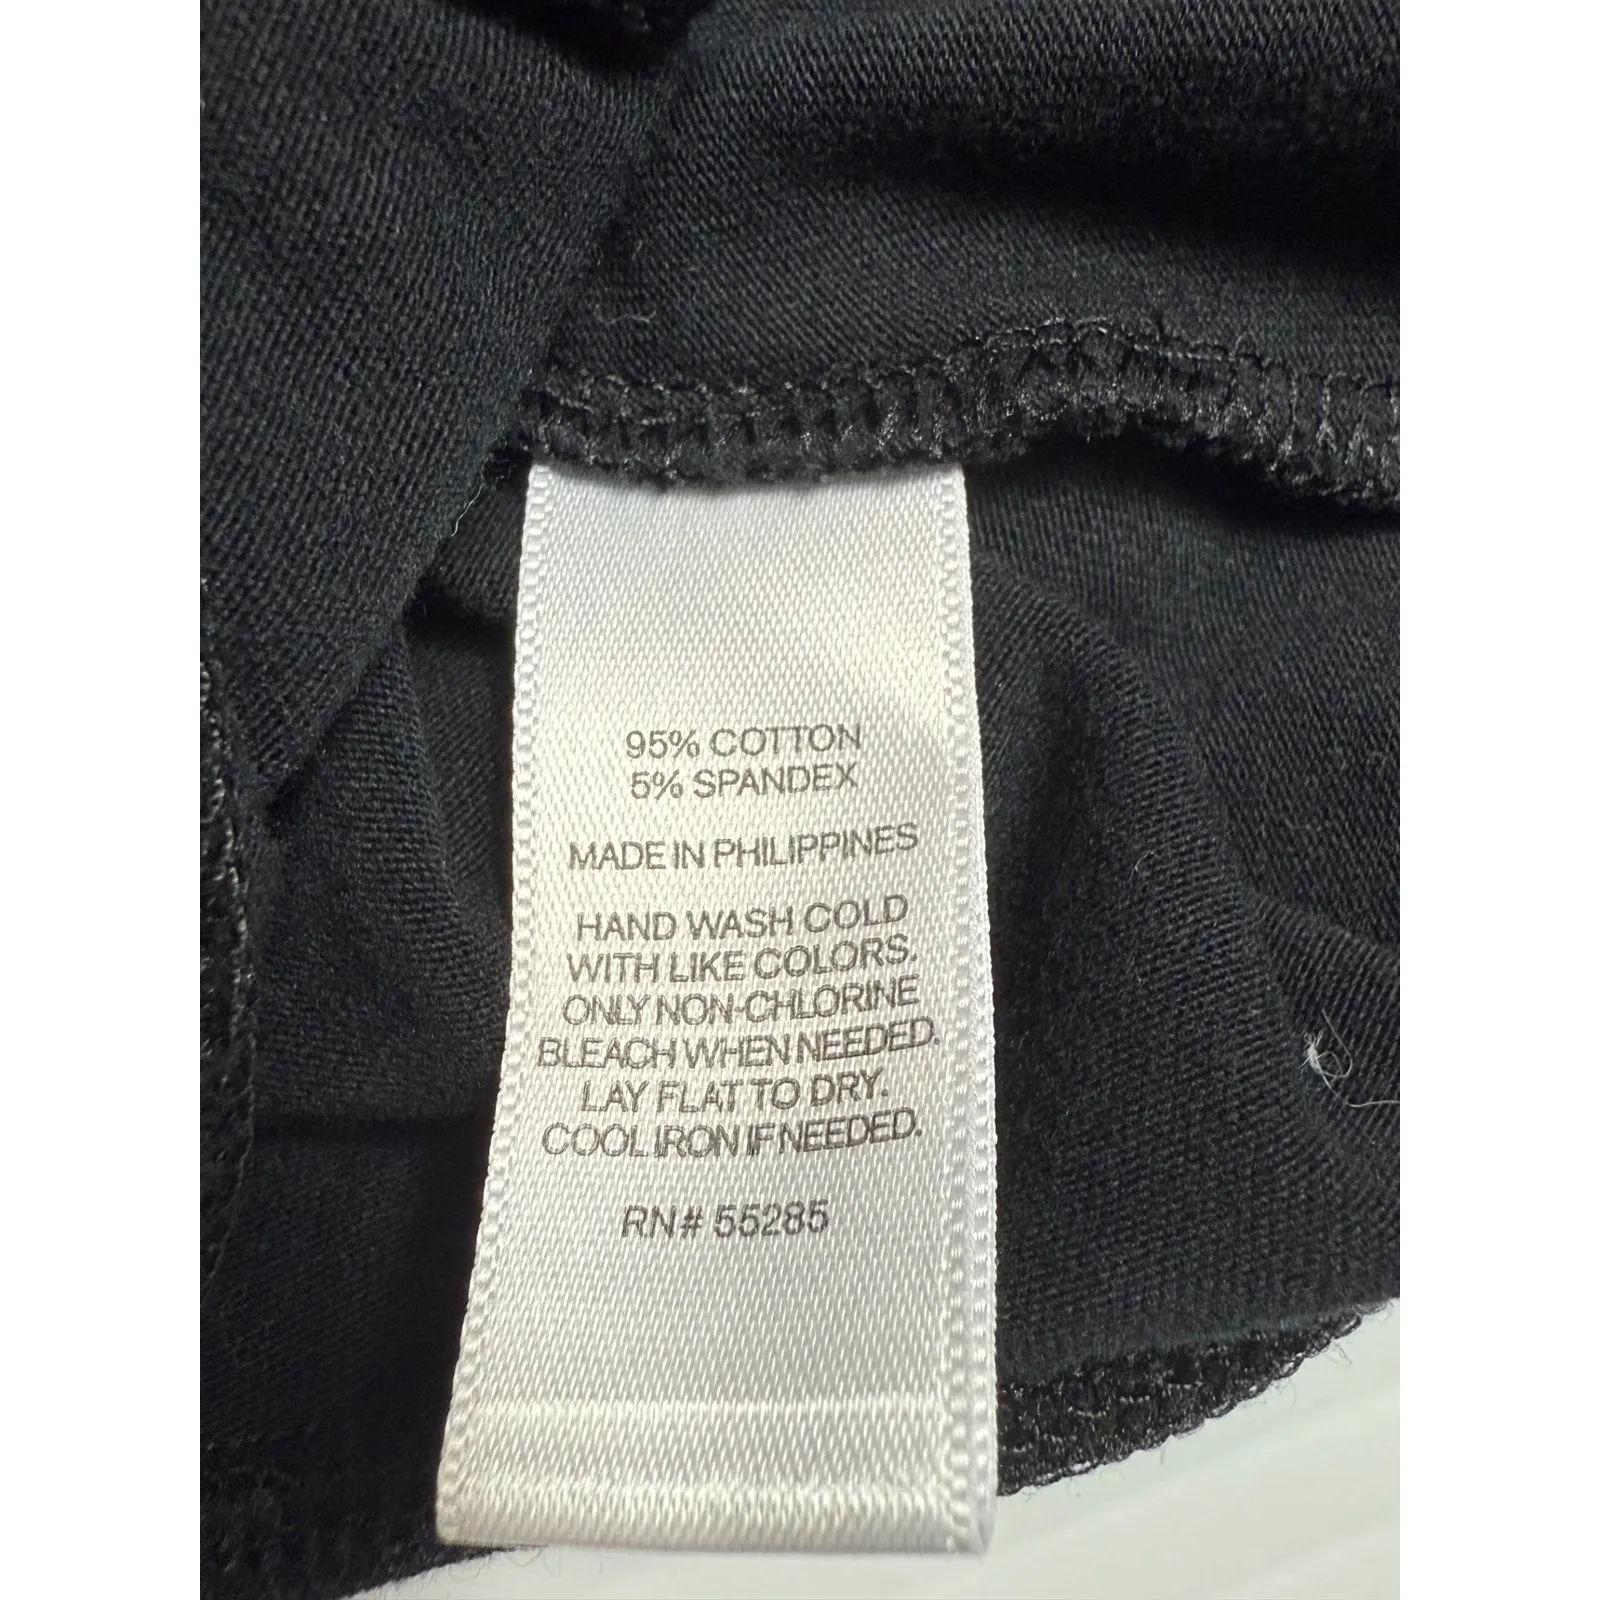 95% COTTON
5% SPANDEX
MADE IN PHILIPPINES
HAND WASH COLD
WITH LIKE COLORS.
ONLY NON-CHLORINE
BLEACH WHEN NEEDED.
LAY FLAT TO DRY.
COOL IRON IF NEEDED.
RN# 55285